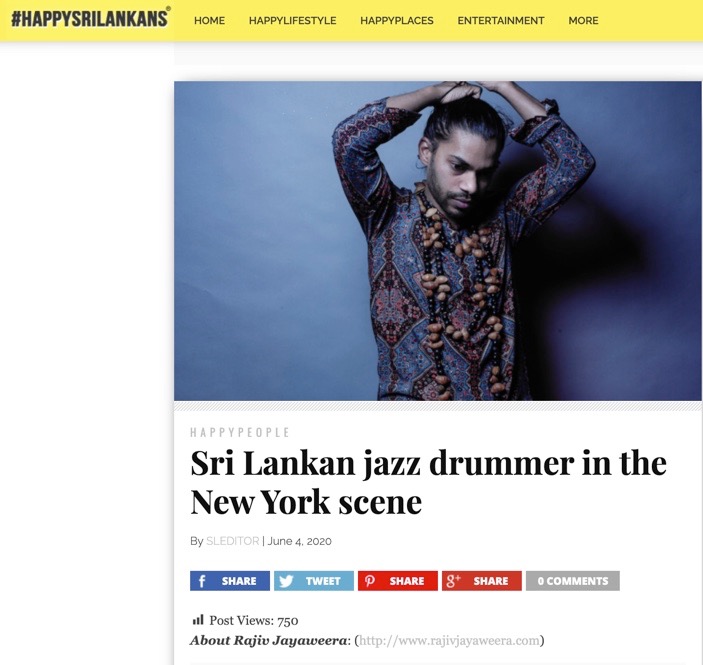 #HAPPYSRILANKANS®
HOME HAPPYLIFESTYLE HAPPYPLACES ENTERTAINMENT MORE
HAPPYPEOPLE
Sri Lankan jazz drummer in the
New York scene
By SLEDITOR | June 4, 2020
f SHARE TWEET SHARE g+ SHARE 0 COMMENTS
Post Views: 750
About Rajiv Jayaweera: (http://www.rajivjayaweera.com)